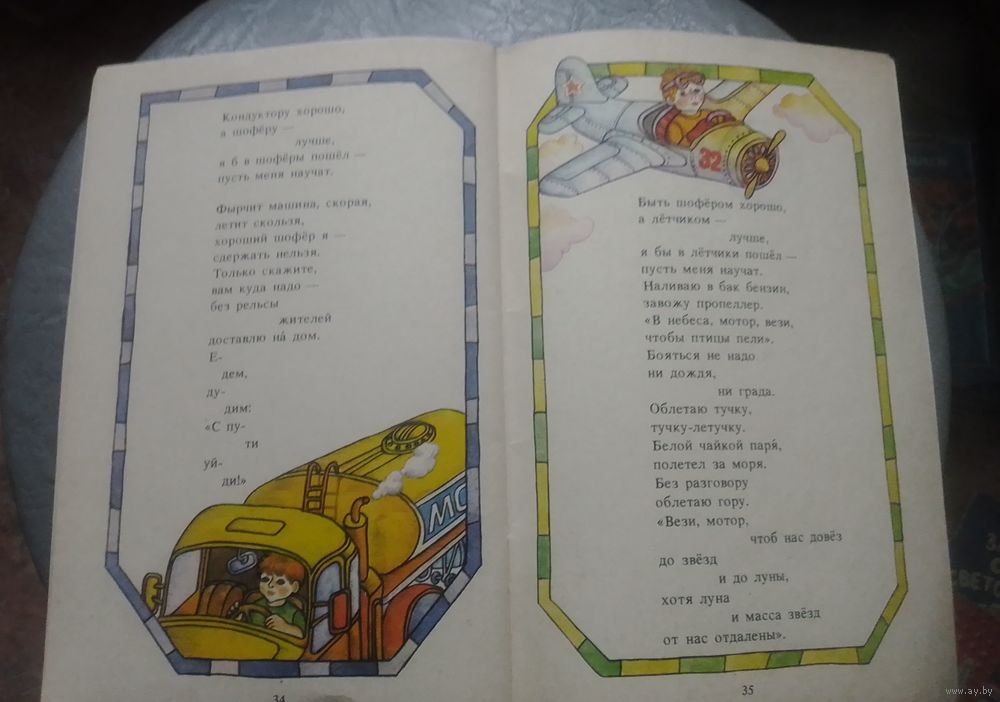 Кондуктору хорошо,
а шофёру —
лучше,
я б в шофёры пошёл —
пусть меня научат.
Фырчит машина, скорая,
летит скользя,
хороший шофёр я —
сдержать нельзя.
Только скажите,
вам куда надо —
без рельсы
жителей
доставлю на́ дом.
Е-
дем,
ду-
дим:
«С пу-
ти
уй-
ди!»
МС
34
32
Быть шофёром хорошо,
а лётчиком —
лучше,
я бы в лётчики пошёл —
пусть меня научат.
Наливаю в бак бензин,
завожу пропеллер.
«В небеса, мотор, вези,
чтобы птицы пели».
Бояться не надо
ни дождя,
ни града.
Облетаю тучку,
тучку-летучку.
Белой чайкой паря́,
полетел за моря.
Без разговору
облетаю гору.
«Вези, мотор,
чтоб нас довёз
до звёзд
и до луны,
хотя луна
и масса звёзд
от нас отдалены».
35
www.ay.by